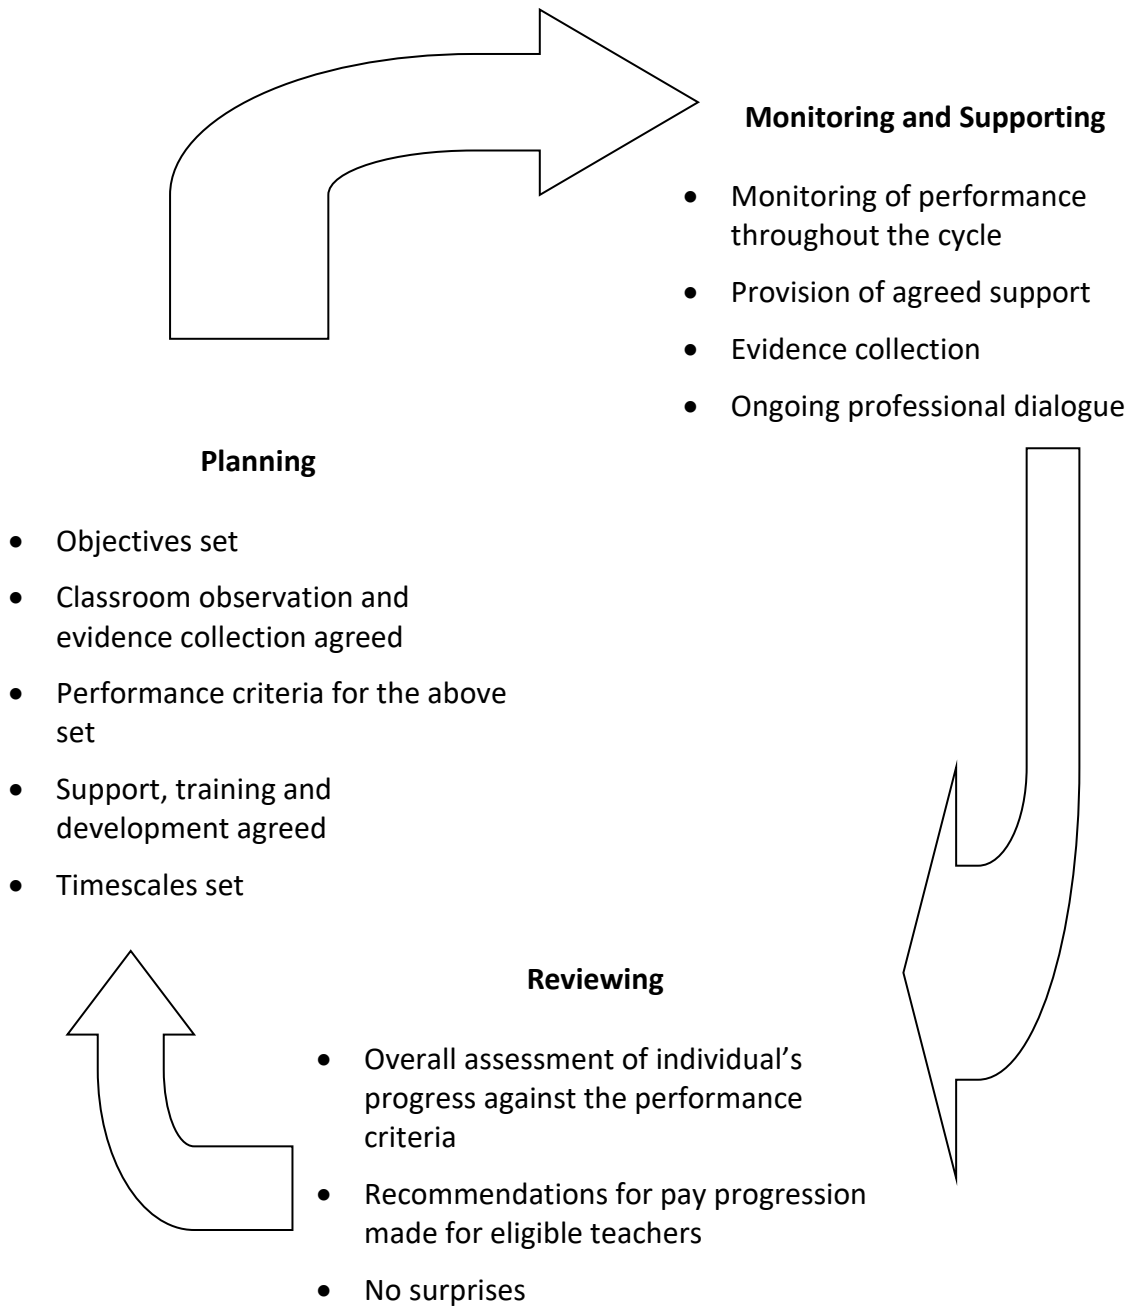 Monitoring and Supporting
• Monitoring of performance
throughout the cycle
• Provision of agreed support
• Evidence collection
• Ongoing professional dialogue
Planning
• Objectives set
• Classroom observation and
evidence collection agreed
• Performance criteria for the above
set
• Support, training and
development agreed
• Timescales set
Reviewing
• Overall assessment of individual’s
progress against the performance
criteria
• Recommendations for pay progression
made for eligible teachers
• No surprises